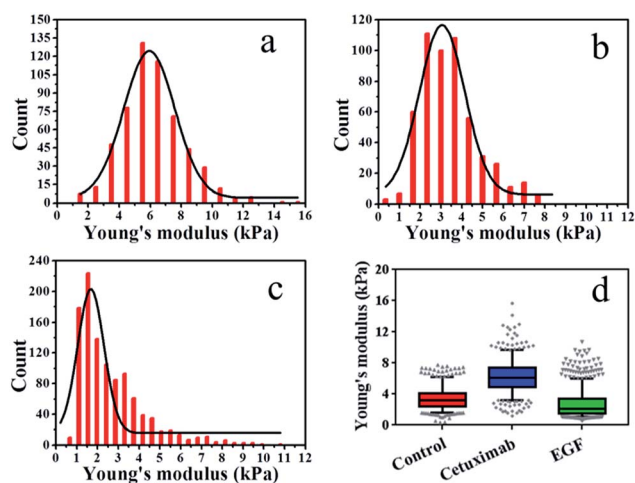 150
135
120
105
90
75
60
45
30
15
0
Count
a
0 2 4 6 8 10 12 14 16
Young's modulus (kPa)
120
100
80
60
40
20
0
Count
b
0 1 2 3 4 5 6 7 8 9 10 11 12
Young's modulus (kPa)
240
200
160
120
80
40
0
Count
c
0 1 2 3 4 5 6 7 8 9 10 11 12
Young's modulus (kPa)
20
16
12
8
4
0
Young's modulus (kPa)
d
Control Cetuximab EGF